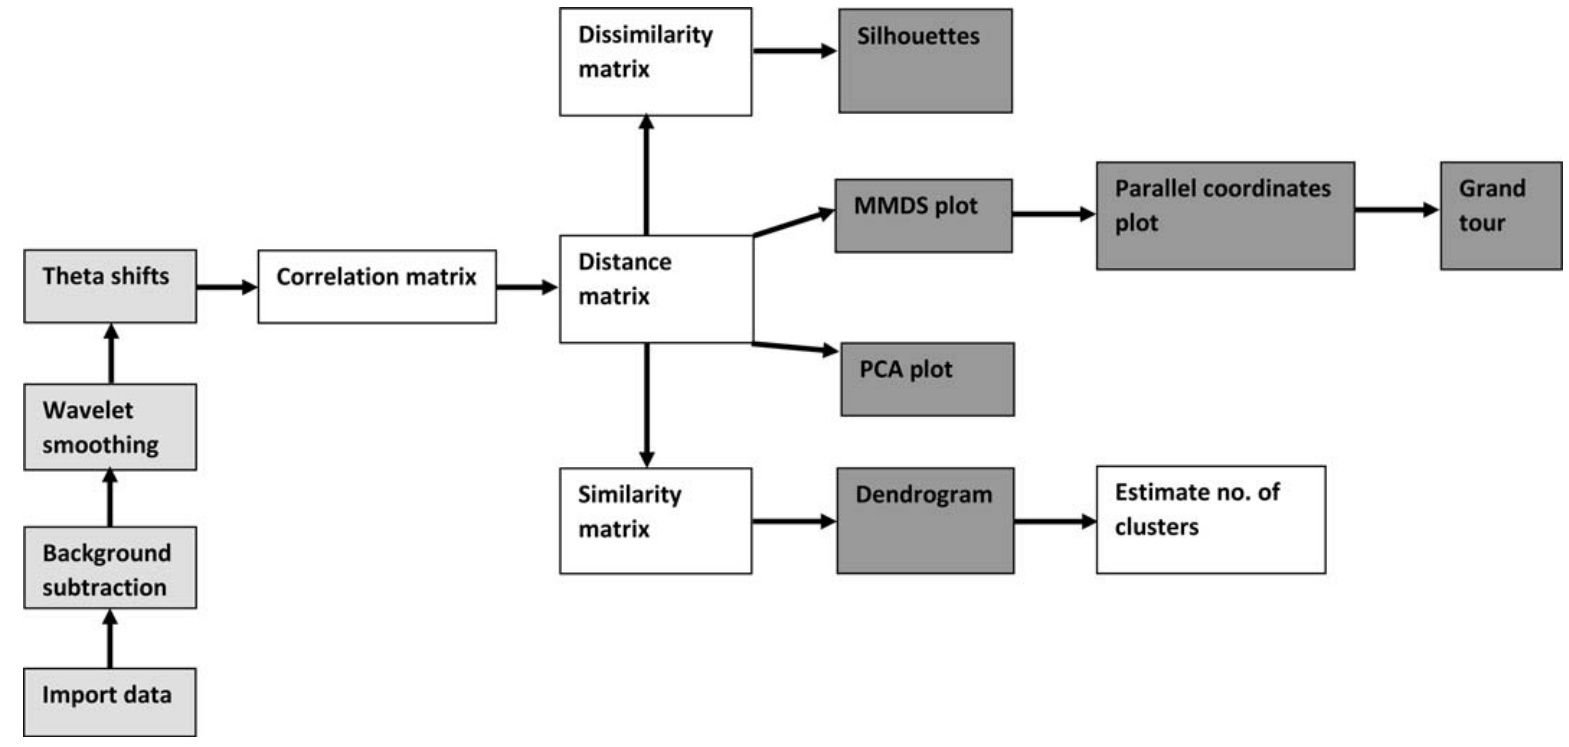 Dissimilarity
matrix
Silhouettes
MMDS plot
Parallel coordinates
plot
Grand
tour
Theta shifts
Correlation matrix
Distance
matrix
PCA plot
Wavelet
smoothing
Similarity
matrix
Dendrogram
Estimate no. of
clusters
Background
subtraction
Import data